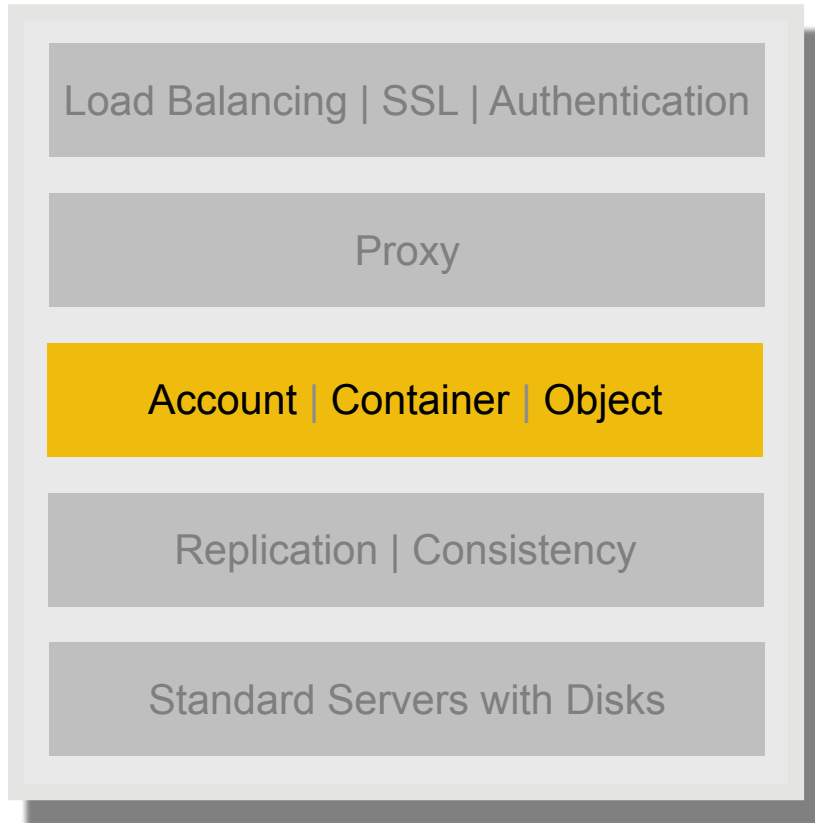 Load Balancing | SSL | Authentication
Proxy
Account | Container | Object
Replication | Consistency
Standard Servers with Disks